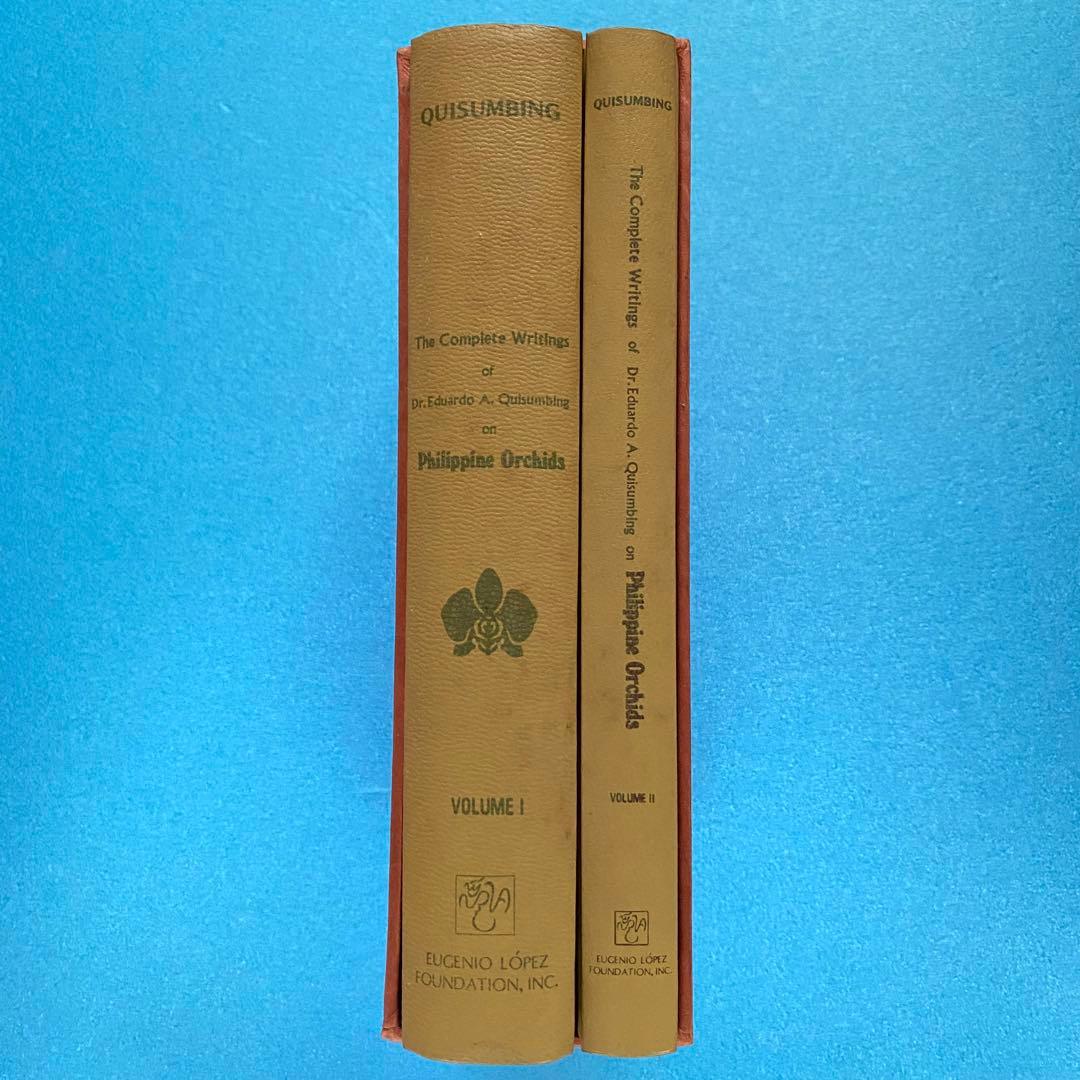 QUISUMBING
The Complete Writings
of
Dr. Eduardo A. Quisumbing
on
Philippine Orchids
VOLUME I
EUGENIO LÓPEZ
FOUNDATION, INC.
QUISUMBING
The Complete Writings of Dr. Eduardo A. Quisumbing on Philippine Orchids
VOLUME II
EUGENIO LÓPEZ
FOUNDATION, INC.